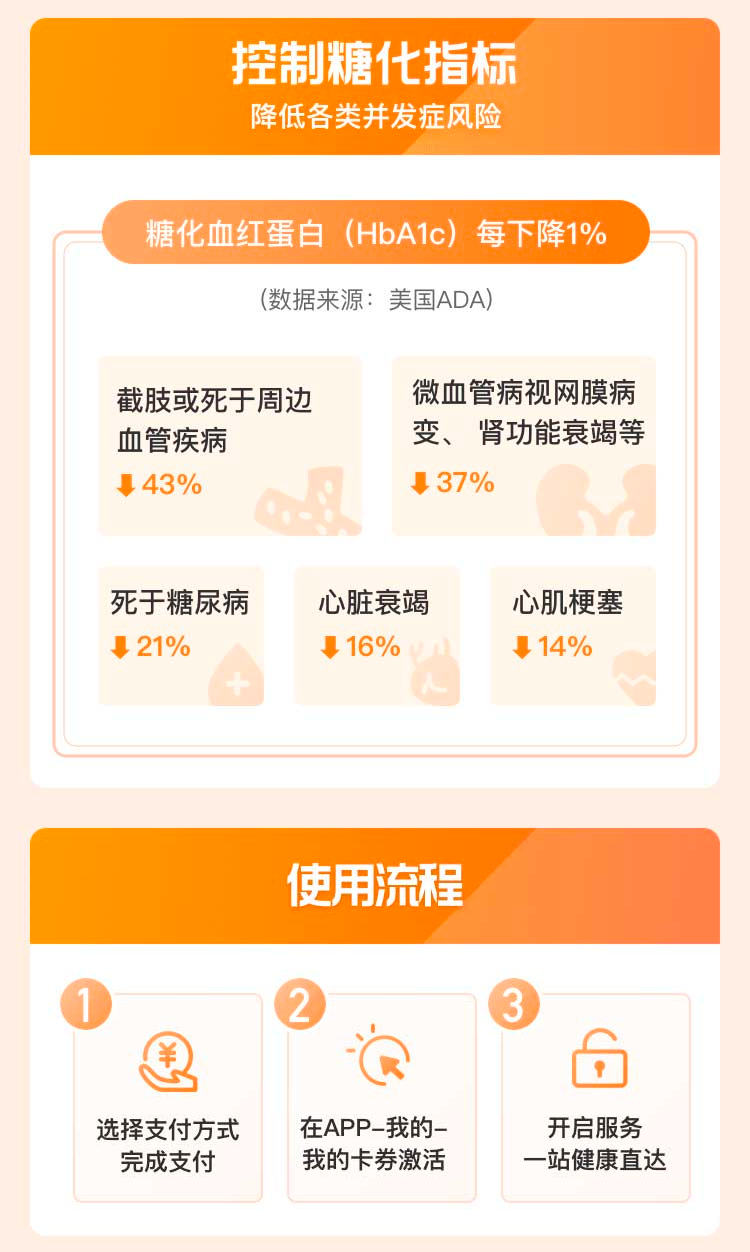 控制糖化指标
降低各类并发症风险
糖化血红蛋白（HbA1c）每下降1%
（数据来源：美国ADA）
截肢或死于周边
血管疾病
43%
微血管病视网膜病
变、 肾功能衰竭等
37%
死于糖尿病
21%
心脏衰竭
16%
心肌梗塞
14%
使用流程
1
¥
选择支付方式
完成支付
2
在APP–我的–
我的卡券激活
3
开启服务
一站健康直达